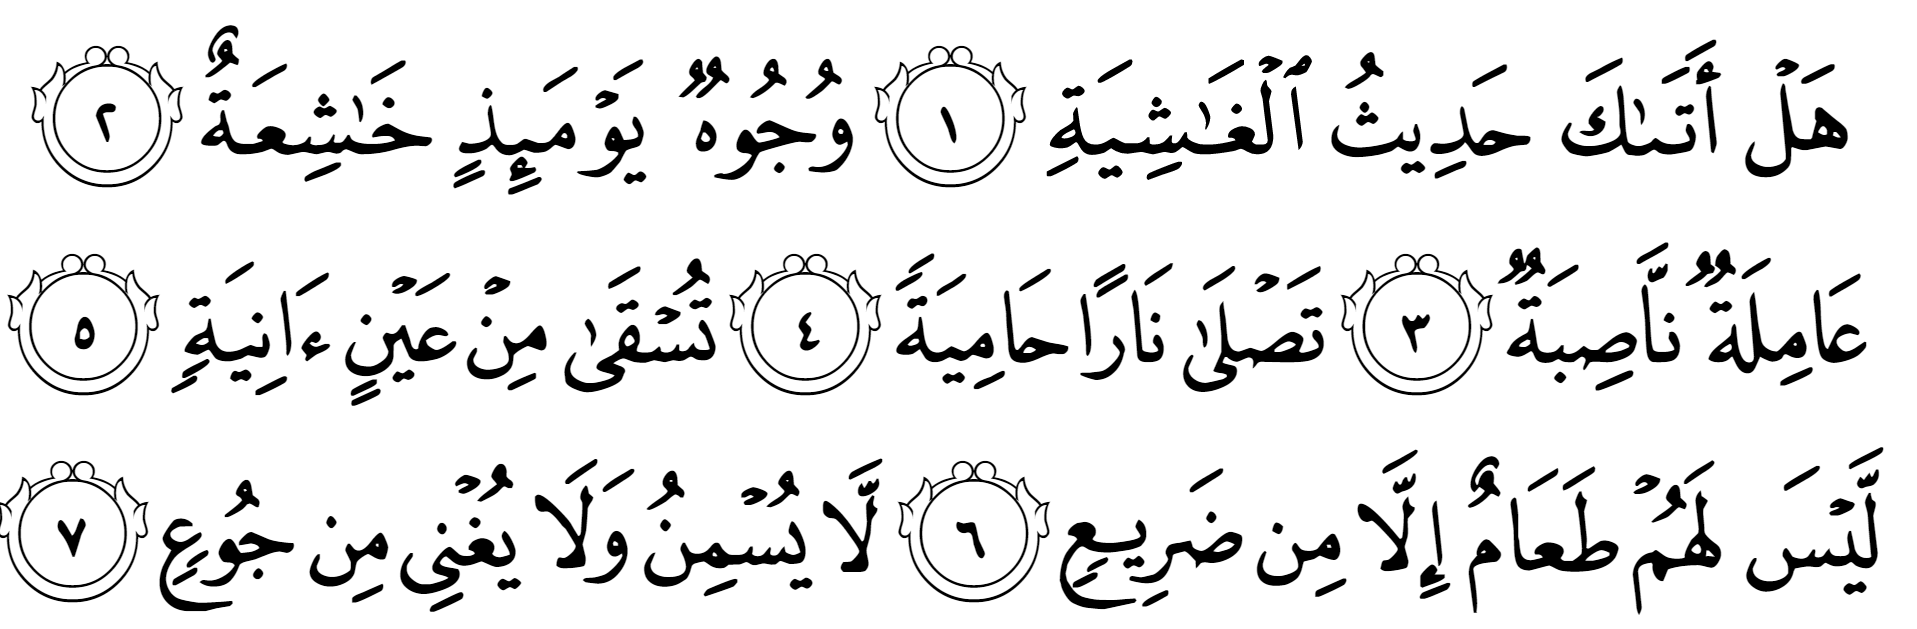 هَلْ أَتَىٰكَ حَدِيثُ ٱلْغَٰشِيَةِ ١ وُجُوهٌ يَوْمَئِذٍ خَٰشِعَةٌ ٢
عَامِلَةٌ نَّاصِبَةٌ ٣ تَصْلَىٰ نَارًا حَامِيَةً ٤ تُسْقَىٰ مِنْ عَيْنٍ ءَانِيَةٍ ٥
لَّيْسَ لَهُمْ طَعَامٌ إِلَّا مِن ضَرِيعٍ ٦ لَّا يُسْمِنُ وَلَا يُغْنِي مِن جُوعٍ ٧